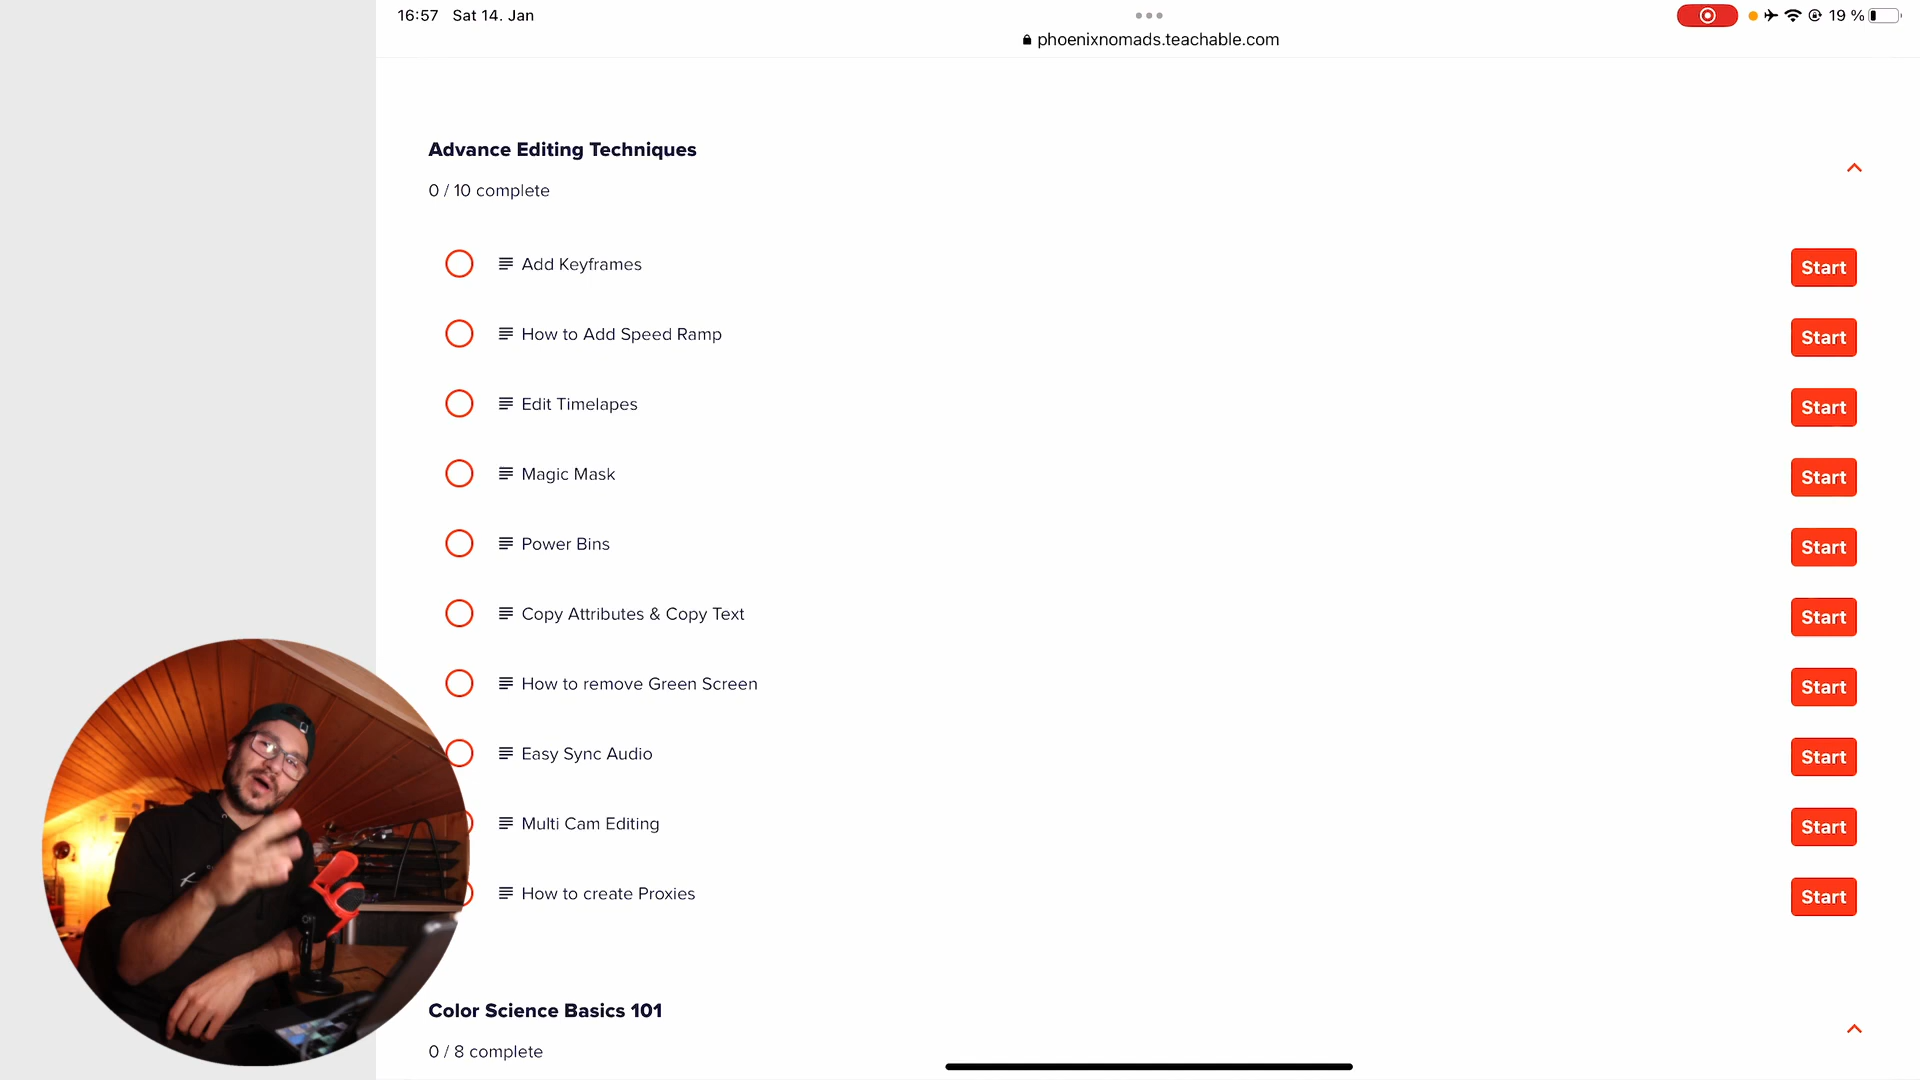 16:57 Sat 14. Jan
19 %
phoenixnomads.teachable.com
Advance Editing Techniques
0 / 10 complete
Add Keyframes
Start
How to Add Speed Ramp
Start
Edit Timelapes
Start
Magic Mask
Start
Power Bins
Start
Copy Attributes & Copy Text
Start
How to remove Green Screen
Start
Easy Sync Audio
Start
Multi Cam Editing
Start
How to create Proxies
Start
Color Science Basics 101
0 / 8 complete